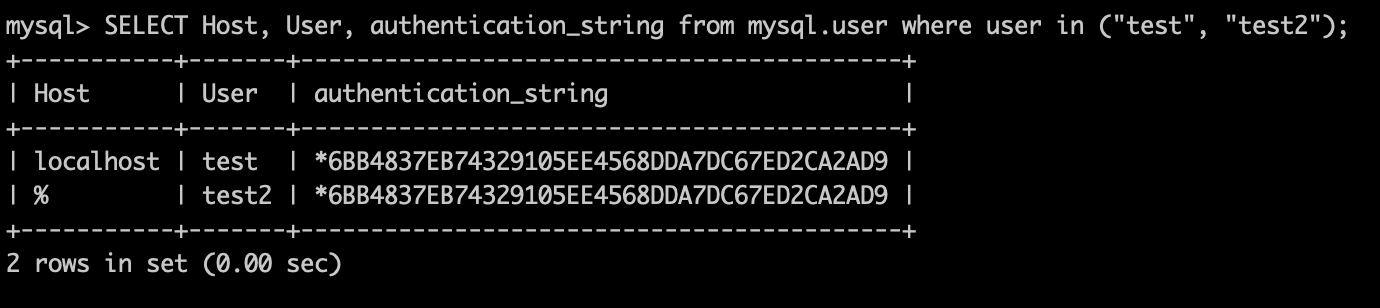 mysql> SELECT Host, User, authentication_string from mysql.user where user in ("test", "test2");
+-----------+-------+-------------------------------------------+
| Host      | User  | authentication_string                     |
+-----------+-------+-------------------------------------------+
| localhost | test  | *6BB4837EB74329105EE4568DDA7DC67ED2CA2AD9 |
| %         | test2 | *6BB4837EB74329105EE4568DDA7DC67ED2CA2AD9 |
+-----------+-------+-------------------------------------------+
2 rows in set (0.00 sec)